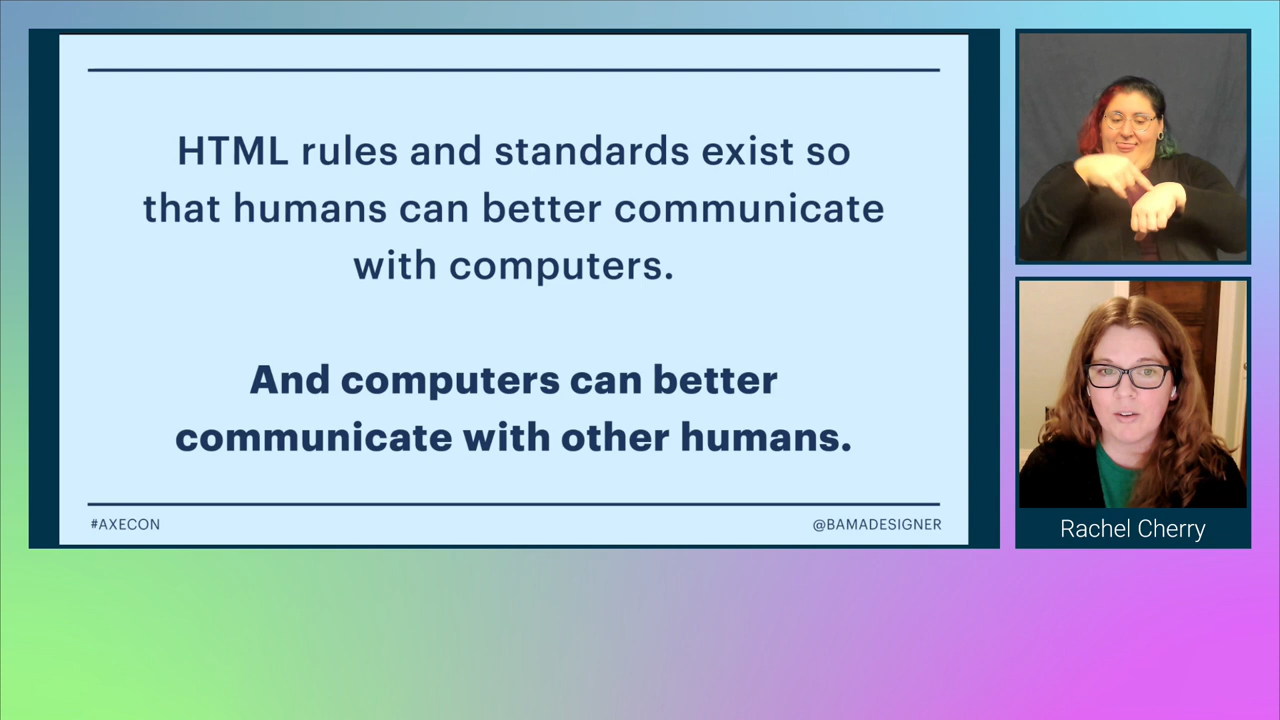 HTML rules and standards exist so
that humans can better communicate
with computers.
And computers can better
communicate with other humans.
#AXECON
@BAMADESIGNER
Rachel Cherry